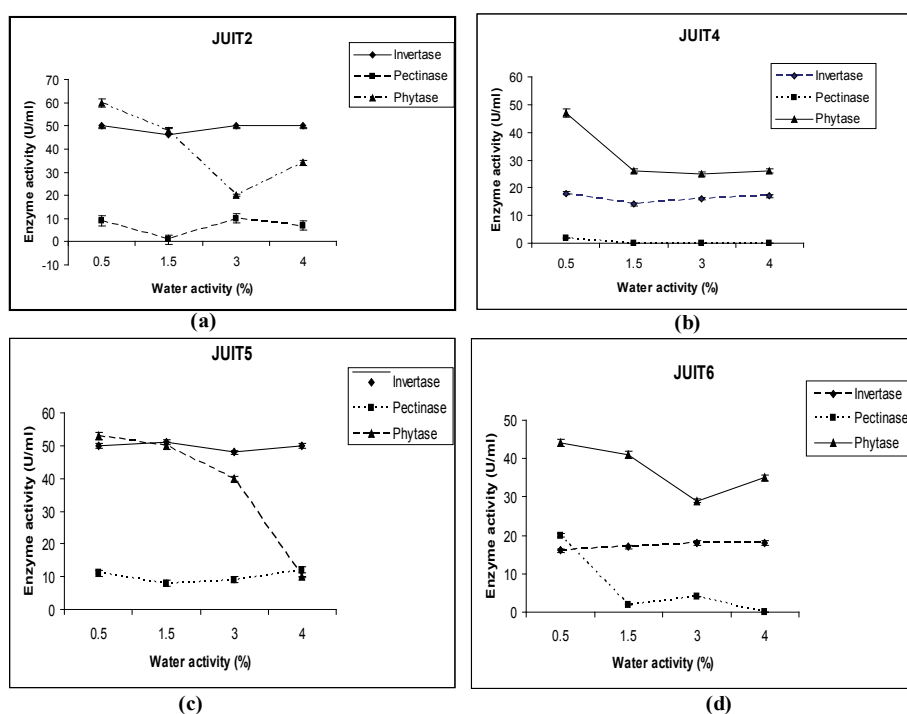 JUIT2
Invertase
Pectinase
Phytase
Enzyme activity (U/ml)
70
60
50
40
30
20
10
0
-10
0.5 1.5 3 4
Water activity (%)
(a)
JUIT4
Invertase
Pectinase
Phytase
Enzyme activity (U/ml)
60
50
40
30
20
10
0
0.5 1.5 3 4
Water activity (%)
(b)
JUIT5
Invertase
Pectinase
Phytase
Enzyme activity (U/ml)
60
50
40
30
20
10
0
0.5 1.5 3 4
Water activity (%)
(c)
JUIT6
Invertase
Pectinase
Phytase
Enzyme activity (U/ml)
50
40
30
20
10
0
0.5 1.5 3 4
Water activity (%)
(d)